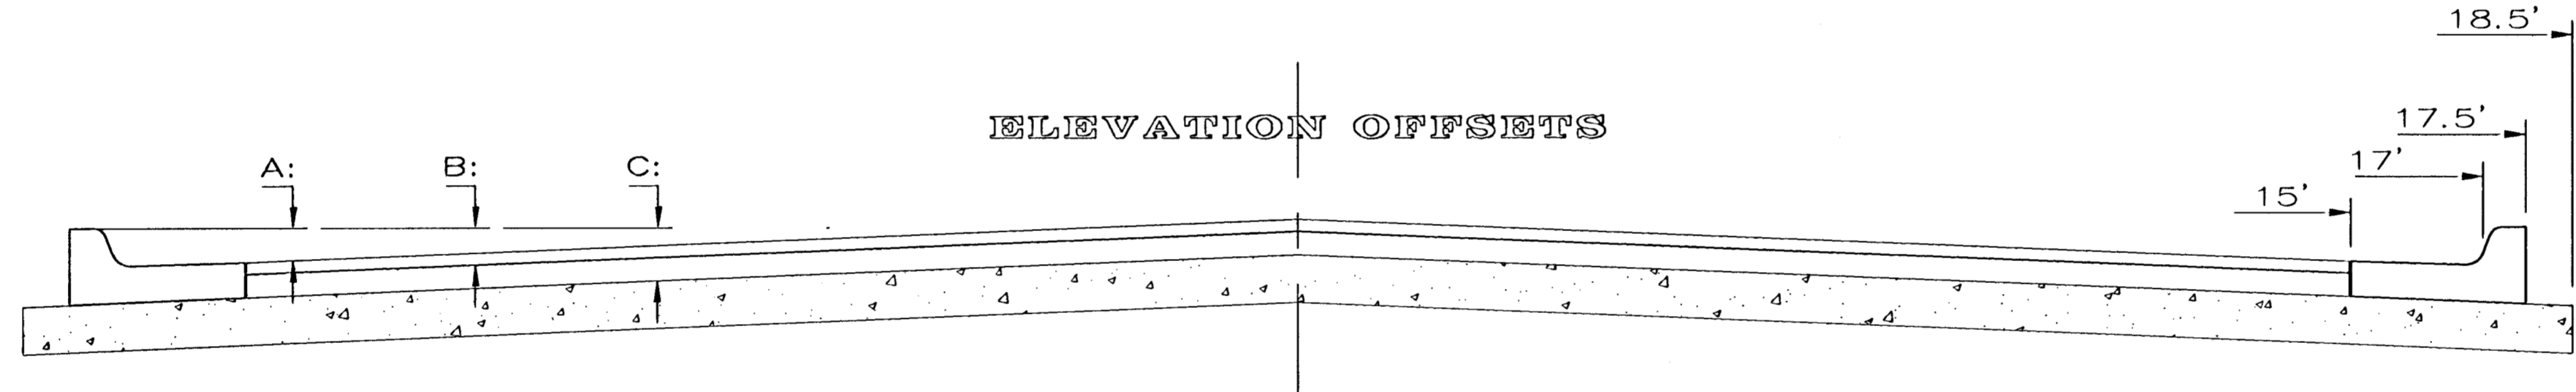 18.5'
ELEVATION OFFSETS
17.5'
A: B: C:
17'
15'